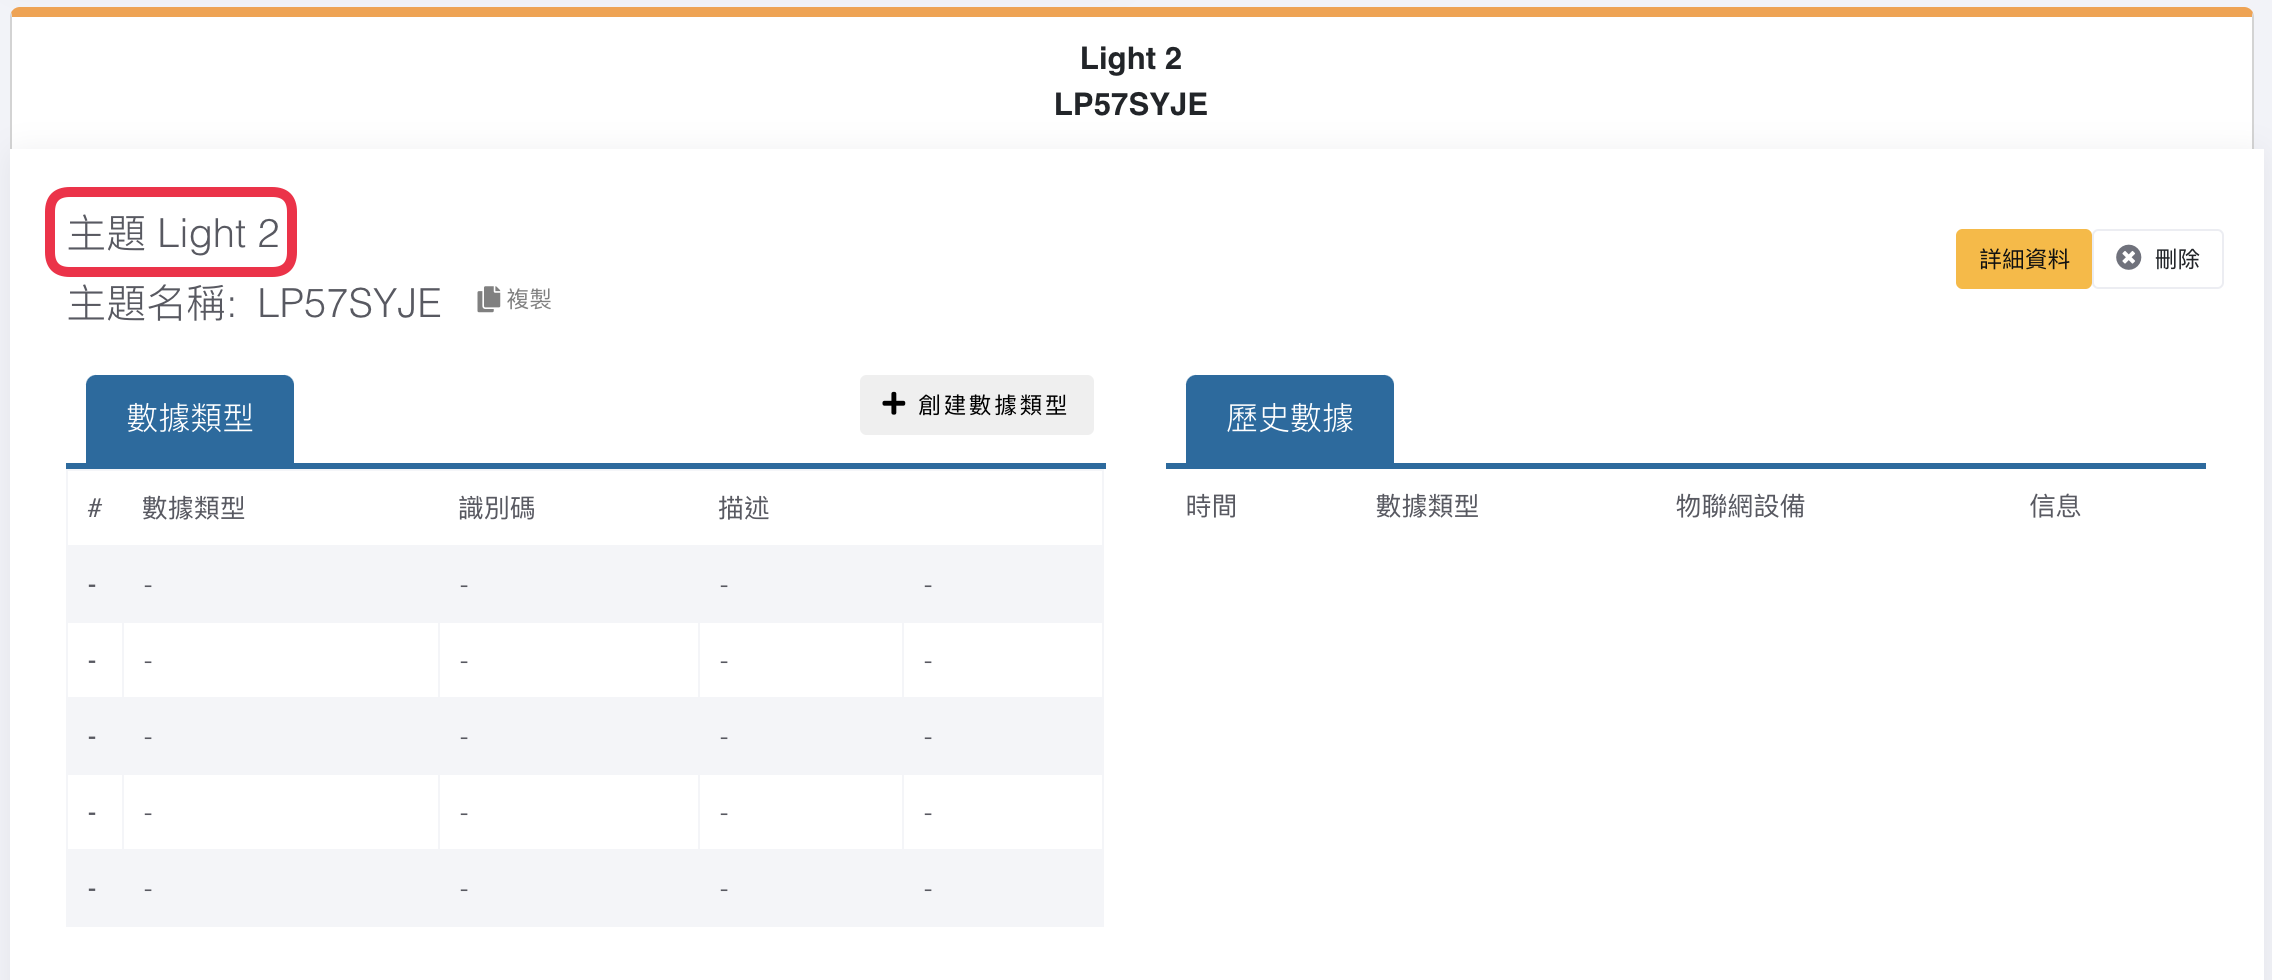 Light 2
LP57SYJE
主題 Light 2
主題名稱: LP57SYJE 複製
詳細資料 刪除
數據類型 創建數據類型
# 數據類型 識別碼 描述
- - - - -
- - - - -
- - - - -
- - - - -
- - - - -
歷史數據
時間 數據類型 物聯網設備 信息